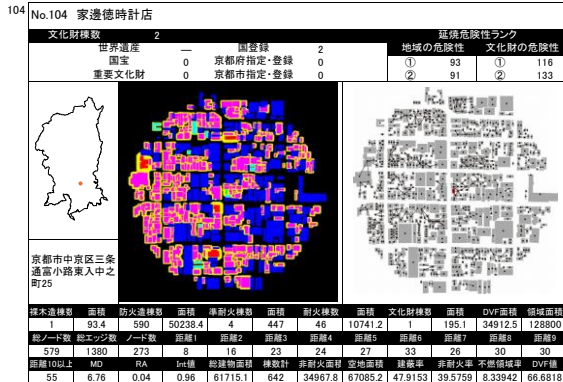 104
No.104 家邊徳時計店
文化財棟数 2
世界遺産 — 国登録 2
国宝 0 京都府指定・登録 0
重要文化財 0 京都市指定・登録 0
延焼危険性ランク
地域の危険性 文化財の危険性
① 93 ① 116
② 91 ② 133
京都市中京区三条
通富小路東入中之
町25
裸木造棟数 面積 防火造棟数 面積 準耐火棟数 面積 耐火棟数 面積 文化財棟数 面積 DVF面積 領域面積
1 93.4 590 50238.4 4 447 46 10741.2 1 195.1 34912.5 128800
総ノード数 総エッジ数 ノード数 距離1 距離2 距離3 距離4 距離5 距離6 距離7 距離8 距離9
579 1380 273 8 16 23 24 27 33 26 30 30
距離10以上 MD RA Int値 総建物面積 棟数計 非耐火面積 空地面積 建蔽率 非耐火率 不燃領域率 DVF値
55 6.76 0.04 0.96 61715.1 642 34967.8 67085.2 47.9153 39.5759 8.33942 66.6818